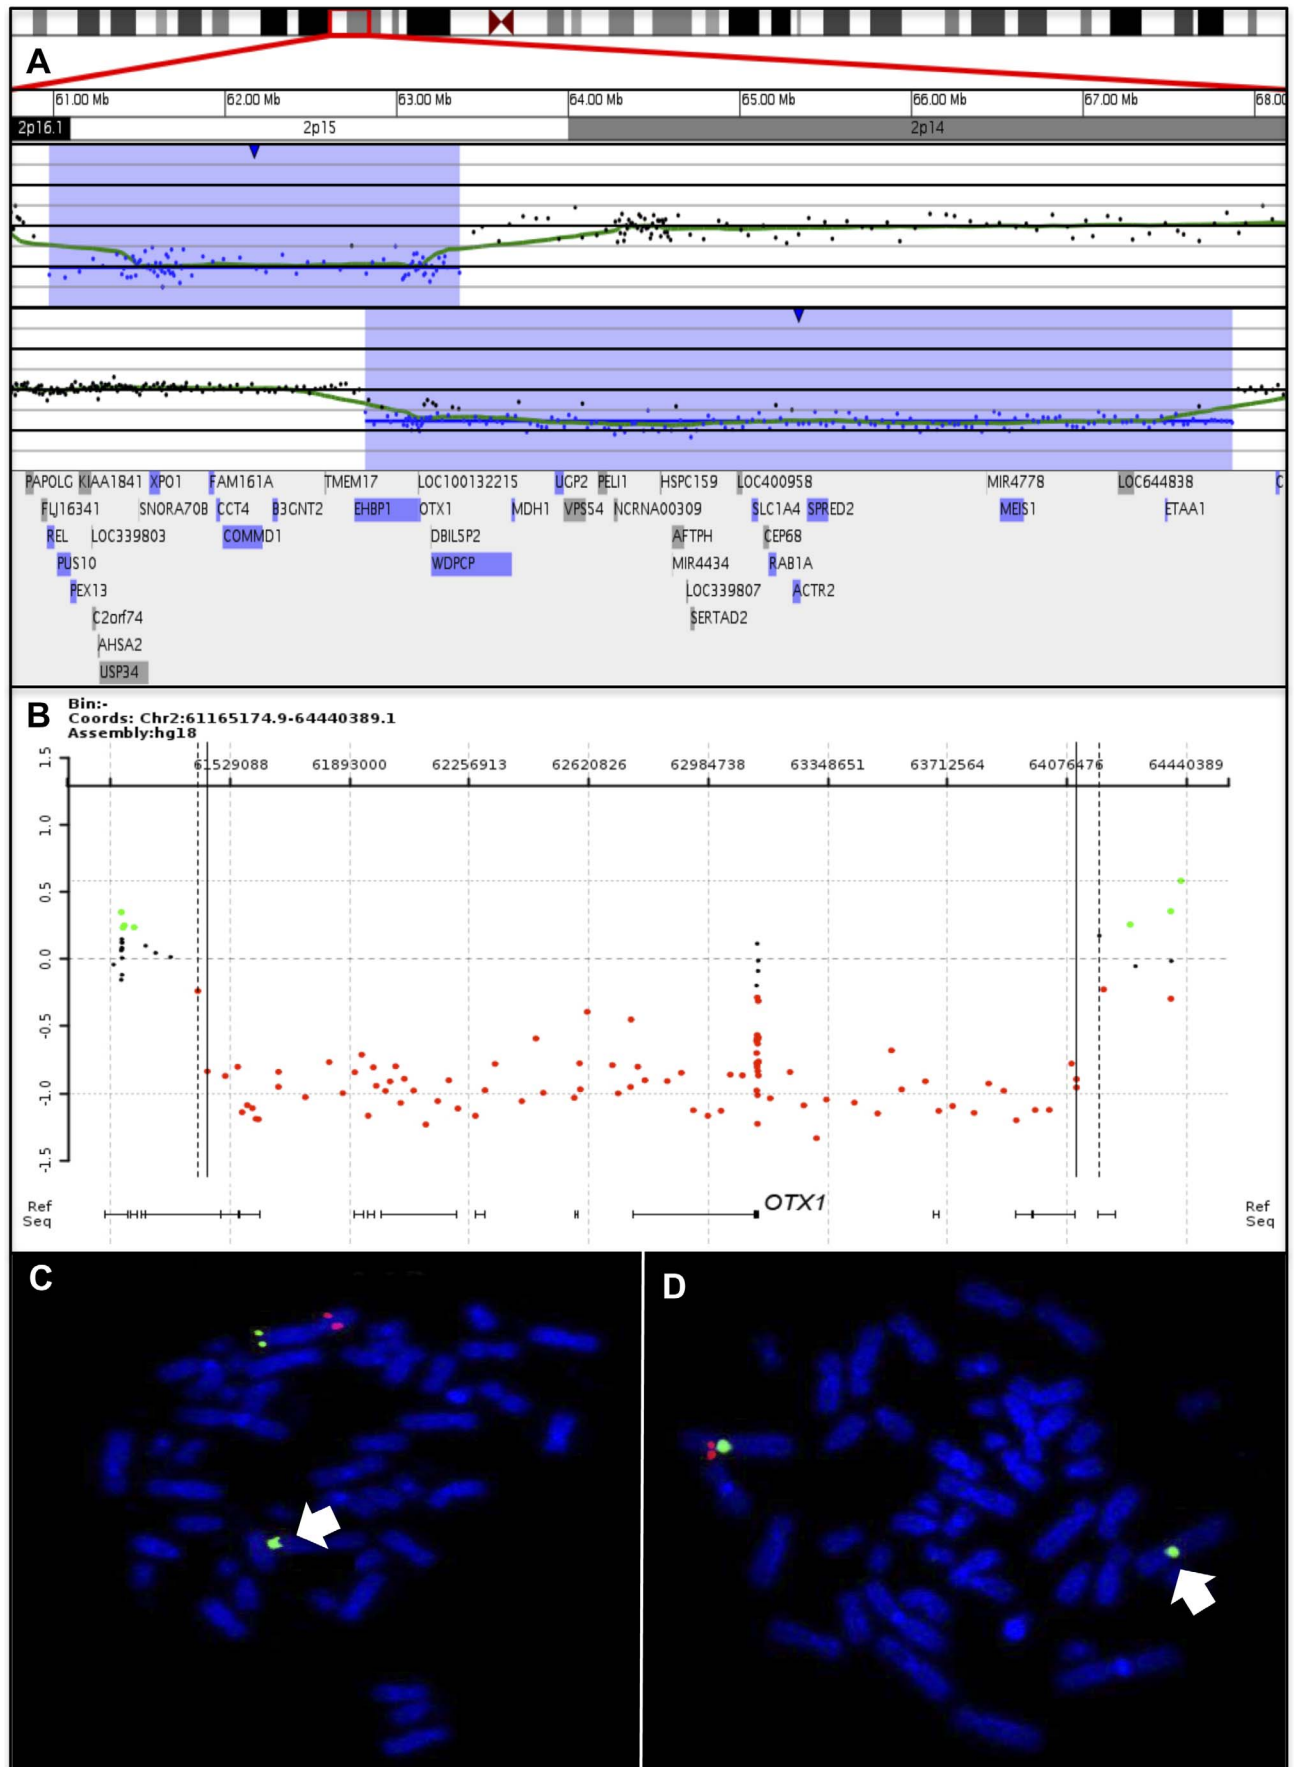 A
61.00 Mb 62.00 Mb 63.00 Mb 64.00 Mb 65.00 Mb 66.00 Mb 67.00 Mb 68.00
2p16.1 2p15 2p14
PAPOLG KIAA1841 XPO1 FAM161A TMEM17 LOC100132215 UGP2 PELI1 HSPC159 LOC400958 MIR4778 LOC644838 C
FLJ16341 SNORA70B CCT4 B3GNT2 EHBP1 OTX1 MDH1 VPS54 NCRNA00309 SLC1A4 SPRED2 MEIS1 ETAA1
REL LOC339803 COMMD1 DBIL5P2 AFTPH CEP68
PUS10 WDPCP MIR4434 RAB1A
PEX13 LOC339807 ACTR2
C2orf74 SERTAD2
AHSA2
USP34
B
Bin:-
Coords: Chr2:61165174.9-64440389.1
Assembly:hg18
61529088 61893000 62256913 62620826 62984738 63348651 63712564 64076476 64440389
1.5
1.0
0.5
0.0
-0.5
-1.0
-1.5
OTX1
Ref
Seq
Ref
Seq
C
D